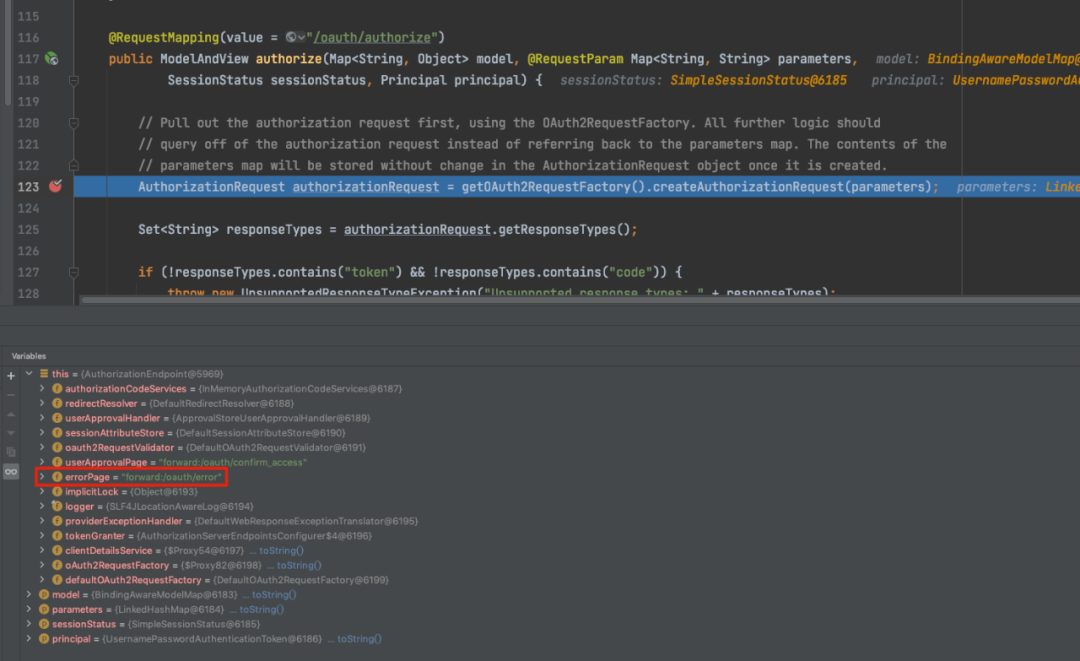 115
116 @RequestMapping(value = "/oauth/authorize")
117 public ModelAndView authorize(Map<String, Object> model, @RequestParam Map<String, String> parameters, model: BindingAwareModelMap@
118 SessionStatus sessionStatus, Principal principal) { sessionStatus: SimpleSessionStatus@6185 principal: UsernamePasswordAu
119
120 // Pull out the authorization request first, using the OAuth2RequestFactory. All further logic should
121 // query off of the authorization request instead of referring back to the parameters map. The contents of the
122 // parameters map will be stored without change in the AuthorizationRequest object once it is created.
123 AuthorizationRequest authorizationRequest = getOAuth2RequestFactory().createAuthorizationRequest(parameters); parameters: Linke
124
125 Set<String> responseTypes = authorizationRequest.getResponseTypes();
126
127 if (!responseTypes.contains("token") && !responseTypes.contains("code")) {
128 throw new UnsupportedResponseTypeException("Unsupported response types: " + responseTypes);
Variables
this = {AuthorizationEndpoint@5969}
authorizationCodeServices = {InMemoryAuthorizationCodeServices@6187}
redirectResolver = {DefaultRedirectResolver@6188}
userApprovalHandler = {ApprovalStoreUserApprovalHandler@6189}
sessionAttributeStore = {DefaultSessionAttributeStore@6190}
oauth2RequestValidator = {DefaultOAuth2RequestValidator@6191}
userApprovalPage = "forward:/oauth/confirm_access"
errorPage = "forward:/oauth/error"
implicitLock = {Object@6193}
logger = {SLF4JLocationAwareLog@6194}
providerExceptionHandler = {DefaultWebResponseExceptionTranslator@6195}
tokenGranter = {AuthorizationServerEndpointsConfigurer$4@6196}
clientDetailsService = {$Proxy54@6197} ... toString()
oAuth2RequestFactory = {$Proxy82@6198} ... toString()
defaultOAuth2RequestFactory = {DefaultOAuth2RequestFactory@6199}
model = {BindingAwareModelMap@6183} ... toString()
parameters = {LinkedHashMap@6184} ... toString()
sessionStatus = {SimpleSessionStatus@6185}
principal = {UsernamePasswordAuthenticationToken@6186} ... toString()